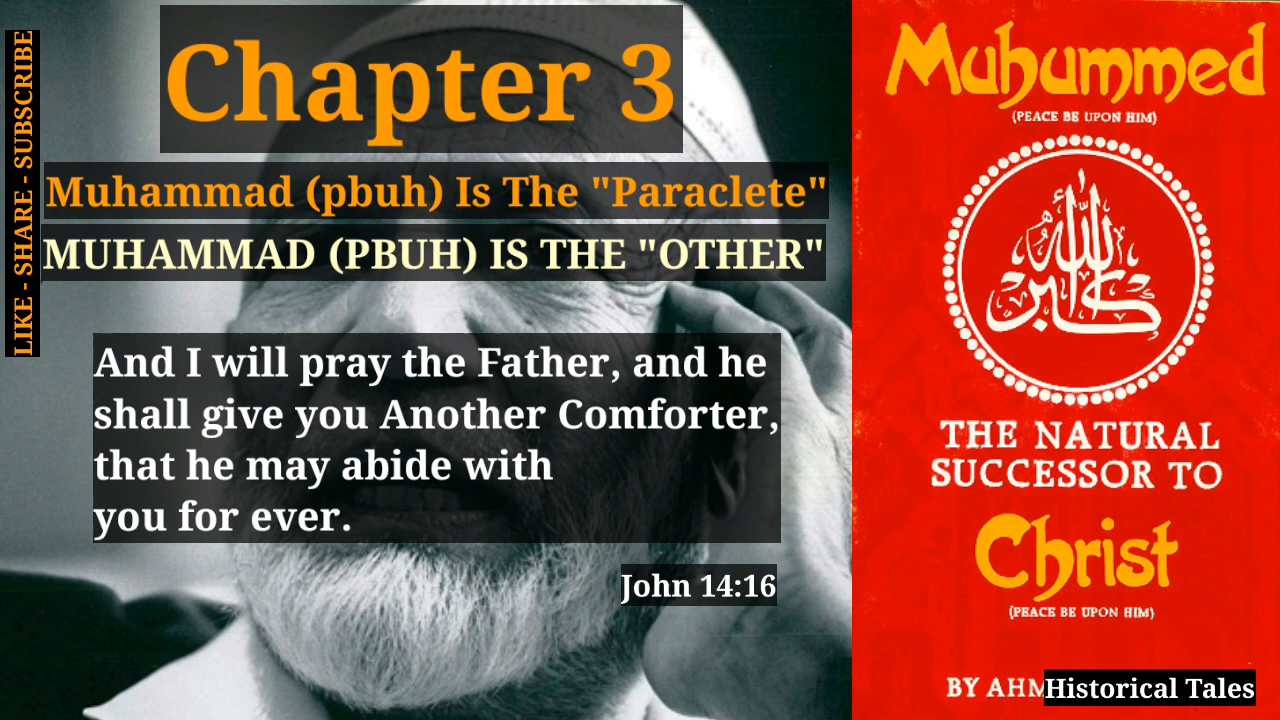 Chapter 3
Muhammad (pbuh) Is The "Paraclete"
MUHAMMAD (PBUH) IS THE "OTHER"
And I will pray the Father, and he
shall give you Another Comforter,
that he may abide with
you for ever.
John 14:16
LIKE - SHARE - SUBSCRIBE
Muhummed
(PEACE BE UPON HIM)
الله أكبر
THE NATURAL
SUCCESSOR TO
Christ
(PEACE BE UPON HIM)
BY AHM
Historical Tales